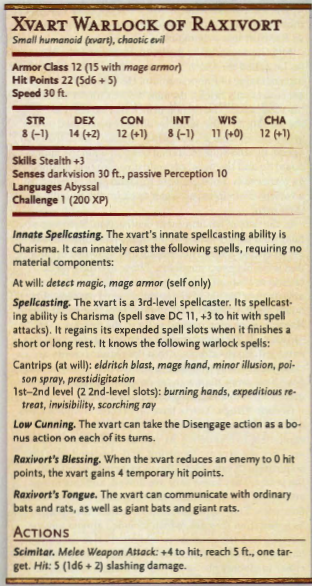 XVART WARLOCK OF RAXIVORT
Small humanoid (xvart), chaotic evil
Armor Class 12 (15 with mage armor)
Hit Points 22 (5d6 + 5)
Speed 30 ft.
STR DEX CON INT WIS CHA
8 (−1) 14 (+2) 12 (+1) 8 (−1) 11 (+0) 12 (+1)
Skills Stealth +3
Senses darkvision 30 ft., passive Perception 10
Languages Abyssal
Challenge 1 (200 XP)
Innate Spellcasting. The xvart's innate spellcasting ability is
Charisma. It can innately cast the following spells, requiring no
material components:
At will: detect magic, mage armor (self only)
Spellcasting. The xvart is a 3rd-level spellcaster. Its spellcast-
ing ability is Charisma (spell save DC 11, +3 to hit with spell
attacks). It regains its expended spell slots when it finishes a
short or long rest. It knows the following warlock spells:
Cantrips (at will): eldritch blast, mage hand, minor illusion, poi-
son spray, prestidigitation
1st–2nd level (2 2nd-level slots): burning hands, expeditious re-
treat, invisibility, scorching ray
Low Cunning. The xvart can take the Disengage action as a bo-
nus action on each of its turns.
Raxivort's Blessing. When the xvart reduces an enemy to 0 hit
points, the xvart gains 4 temporary hit points.
Raxivort's Tongue. The xvart can communicate with ordinary
bats and rats, as well as giant bats and giant rats.
ACTIONS
Scimitar. Melee Weapon Attack: +4 to hit, reach 5 ft., one tar-
get. Hit: 5 (1d6 + 2) slashing damage.